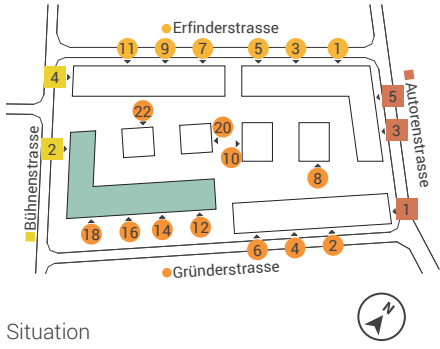 Erfinderstrasse
11 9 7 5 3 1
4
5
Autorenstrasse
22
20
3
2
10
8
Bühnenstrasse
1
18 16 14 12
6 4 2
Gründerstrasse
N
Situation